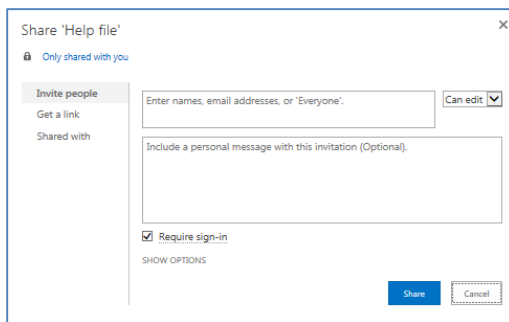 Share 'Help file'
Only shared with you
Invite people
Get a link
Shared with
Enter names, email addresses, or 'Everyone'.
Can edit
Include a personal message with this invitation (Optional).
Require sign-in
SHOW OPTIONS
Share
Cancel